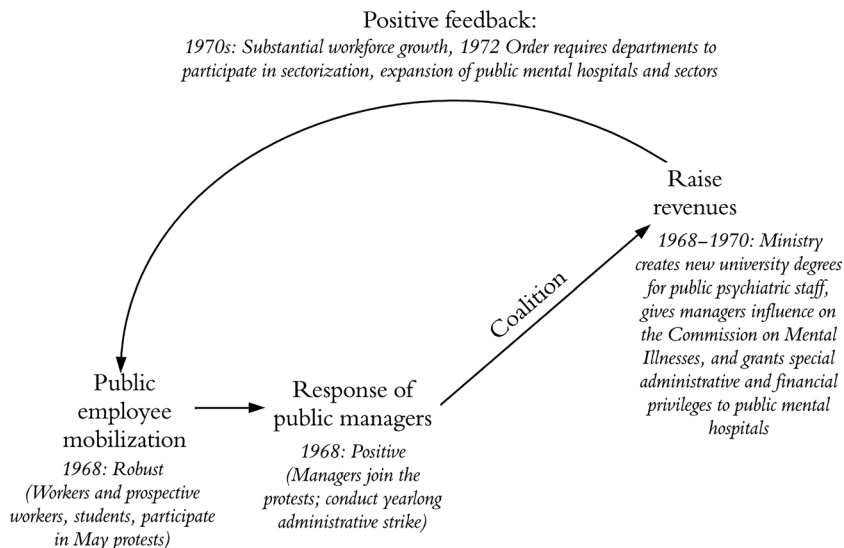 Positive feedback:
1970s: Substantial workforce growth, 1972 Order requires departments to
participate in sectorization, expansion of public mental hospitals and sectors
Raise
revenues
1968–1970: Ministry
creates new university degrees
for public psychiatric staff,
gives managers influence on
the Commission on Mental
Illnesses, and grants special
administrative and financial
privileges to public mental
hospitals
Coalition
Public
employee
mobilization
1968: Robust
(Workers and prospective
workers, students, participate
in May protests)
Response of
public managers
1968: Positive
(Managers join the
protests; conduct yearlong
administrative strike)